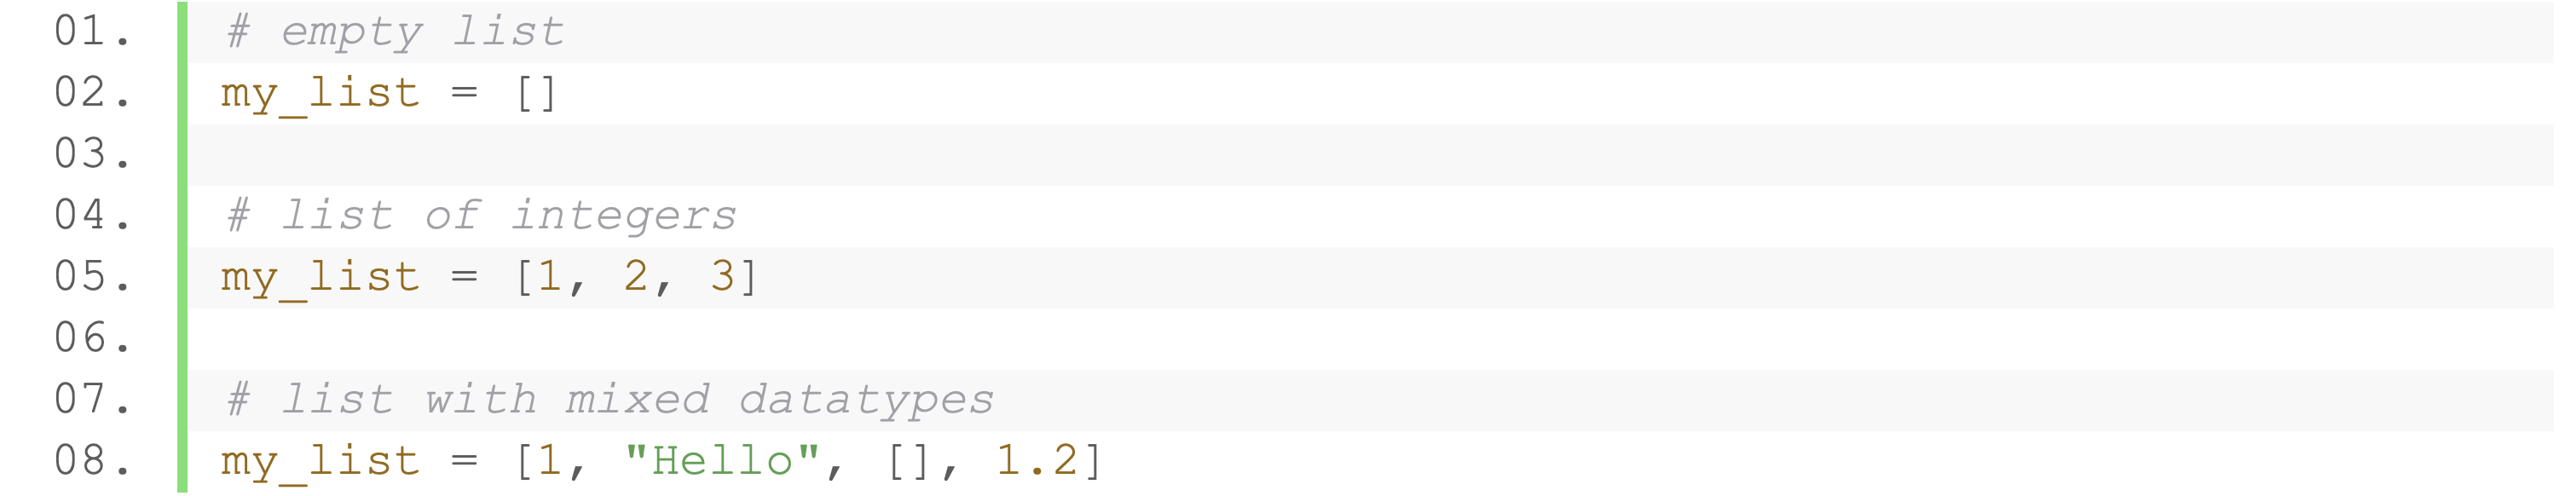 01. # empty list
02. my_list = []
03.
04. # list of integers
05. my_list = [1, 2, 3]
06.
07. # list with mixed datatypes
08. my_list = [1, "Hello", [], 1.2]